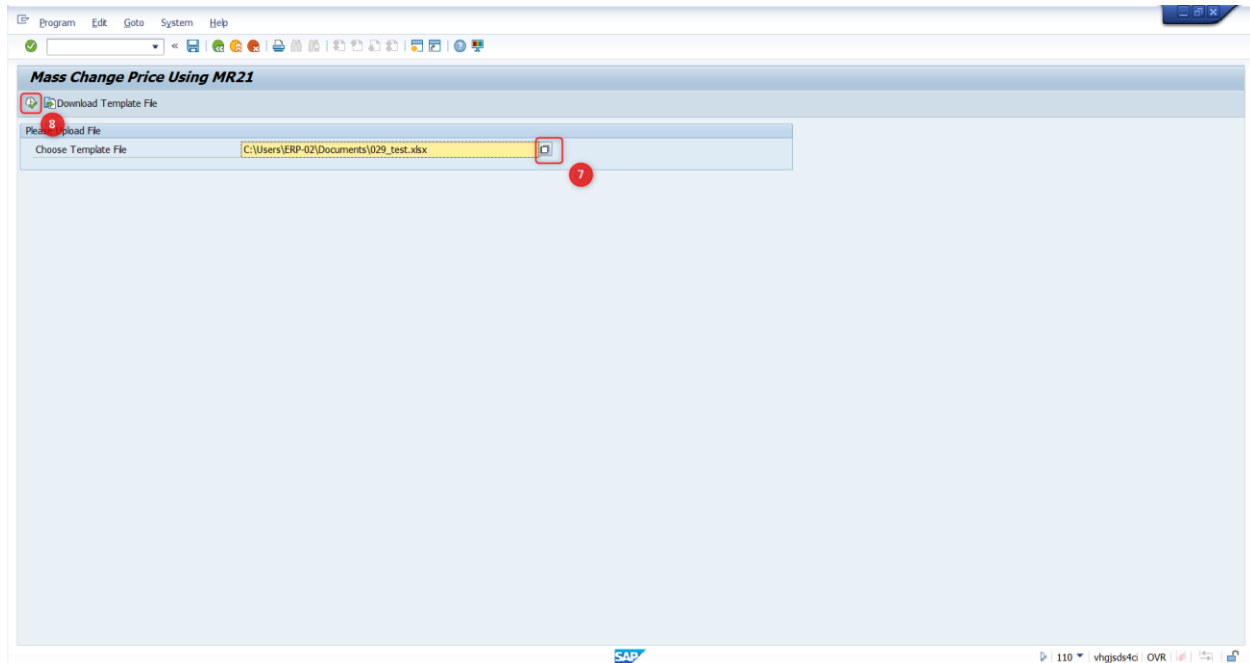 Program Edit Goto System Help
Mass Change Price Using MR21
Download Template File
8
Please Upload File
Choose Template File C:\Users\ERP-02\Documents\029_test.xlsx
7
SAP
110 vhgjsds4ci OVR